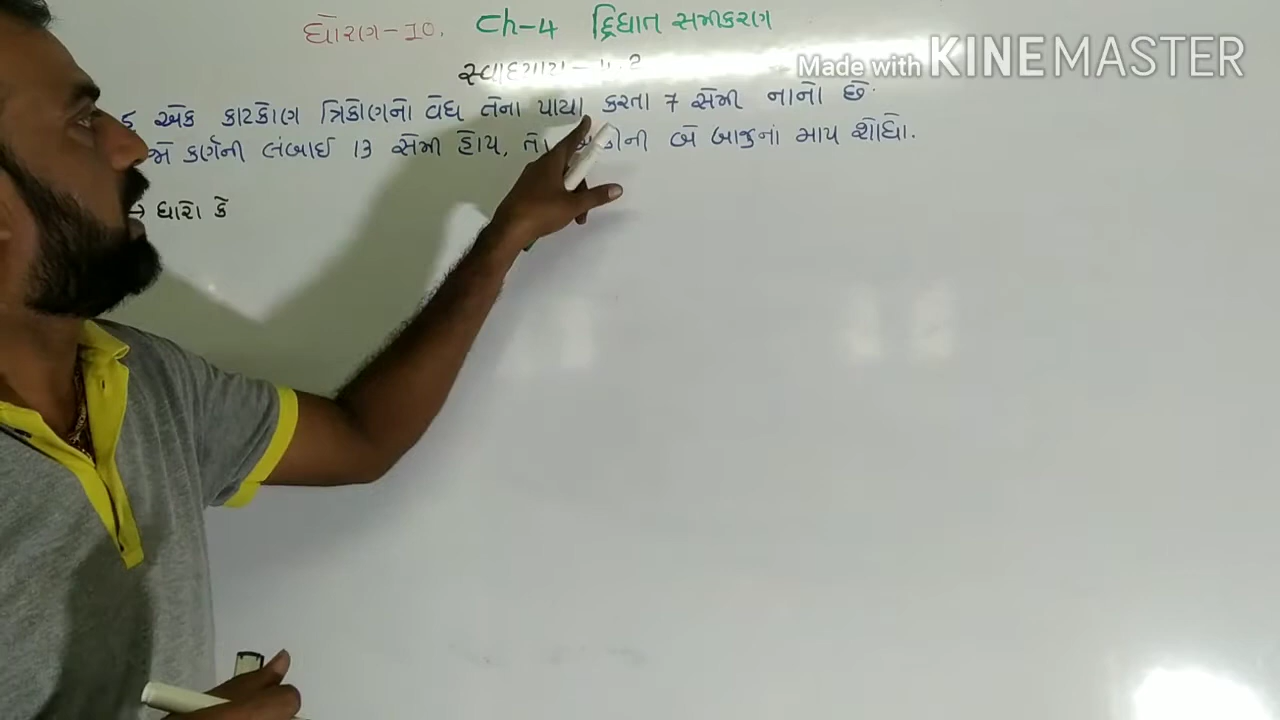 ધોરણ-10. Ch-4 દ્વિઘાત સમીકરણ
Made with KINEMASTER
સ્વાધ્યાય-
એક કાટકોણ ત્રિકોણનો વેધ તેના પાયા કરતા 7 સેમી નાનો છે.
જો કર્ણની લંબાઈ 13 સેમી હોય, તો બે બાજુનાં માપ શોધો.
→ ધારો કે